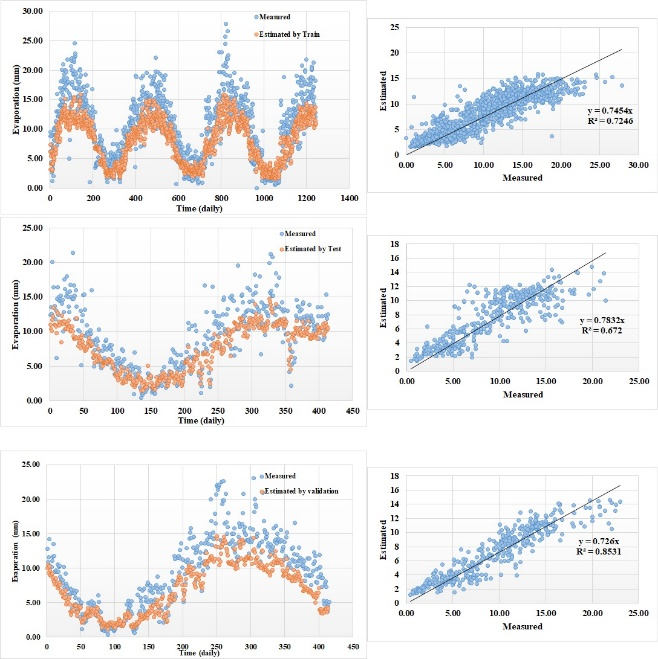 30.00
25.00
20.00
15.00
10.00
5.00
0.00
Evaporation (mm)
Measured
Estimated by Train
0 200 400 600 800 1000 1200 1400
Time (daily)
25
20
15
10
5
0
Estimated
y = 0.7454x
R² = 0.7246
0.00 5.00 10.00 15.00 20.00 25.00 30.00
Measured
25.00
20.00
15.00
10.00
5.00
0.00
Evaporation (mm)
Measured
Estimated by Test
0 50 100 150 200 250 300 350 400 450
Time (daily)
18
16
14
12
10
8
6
4
2
0
Estimated
y = 0.7832x
R² = 0.672
0.00 5.00 10.00 15.00 20.00 25.00
Measured
25.00
20.00
15.00
10.00
5.00
0.00
Evaporation (mm)
Measured
Estimated by validation
0 50 100 150 200 250 300 350 400 450
Time (daily)
18
16
14
12
10
8
6
4
2
0
Estimated
y = 0.726x
R² = 0.8531
0.00 5.00 10.00 15.00 20.00 25.00
Measured